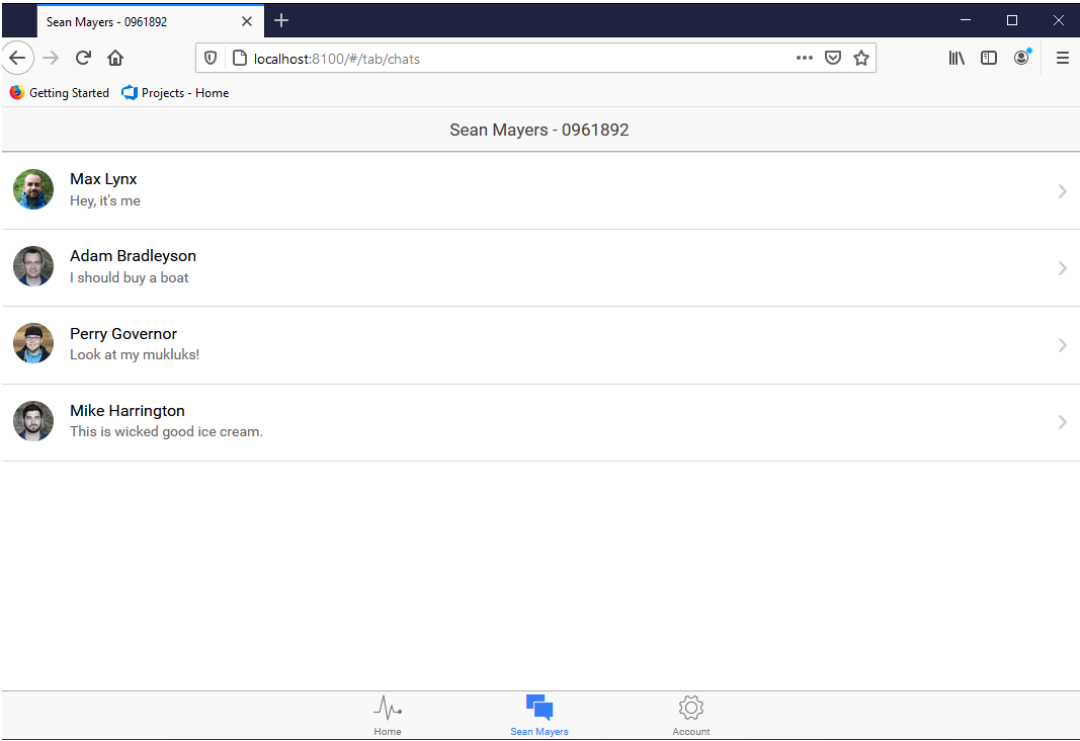 Sean Mayers - 0961892
localhost:8100/#/tab/chats
Getting Started Projects - Home
Sean Mayers - 0961892
Max Lynx
Hey, it's me
Adam Bradleyson
I should buy a boat
Perry Governor
Look at my mukluks!
Mike Harrington
This is wicked good ice cream.
Home Sean Mayers Account